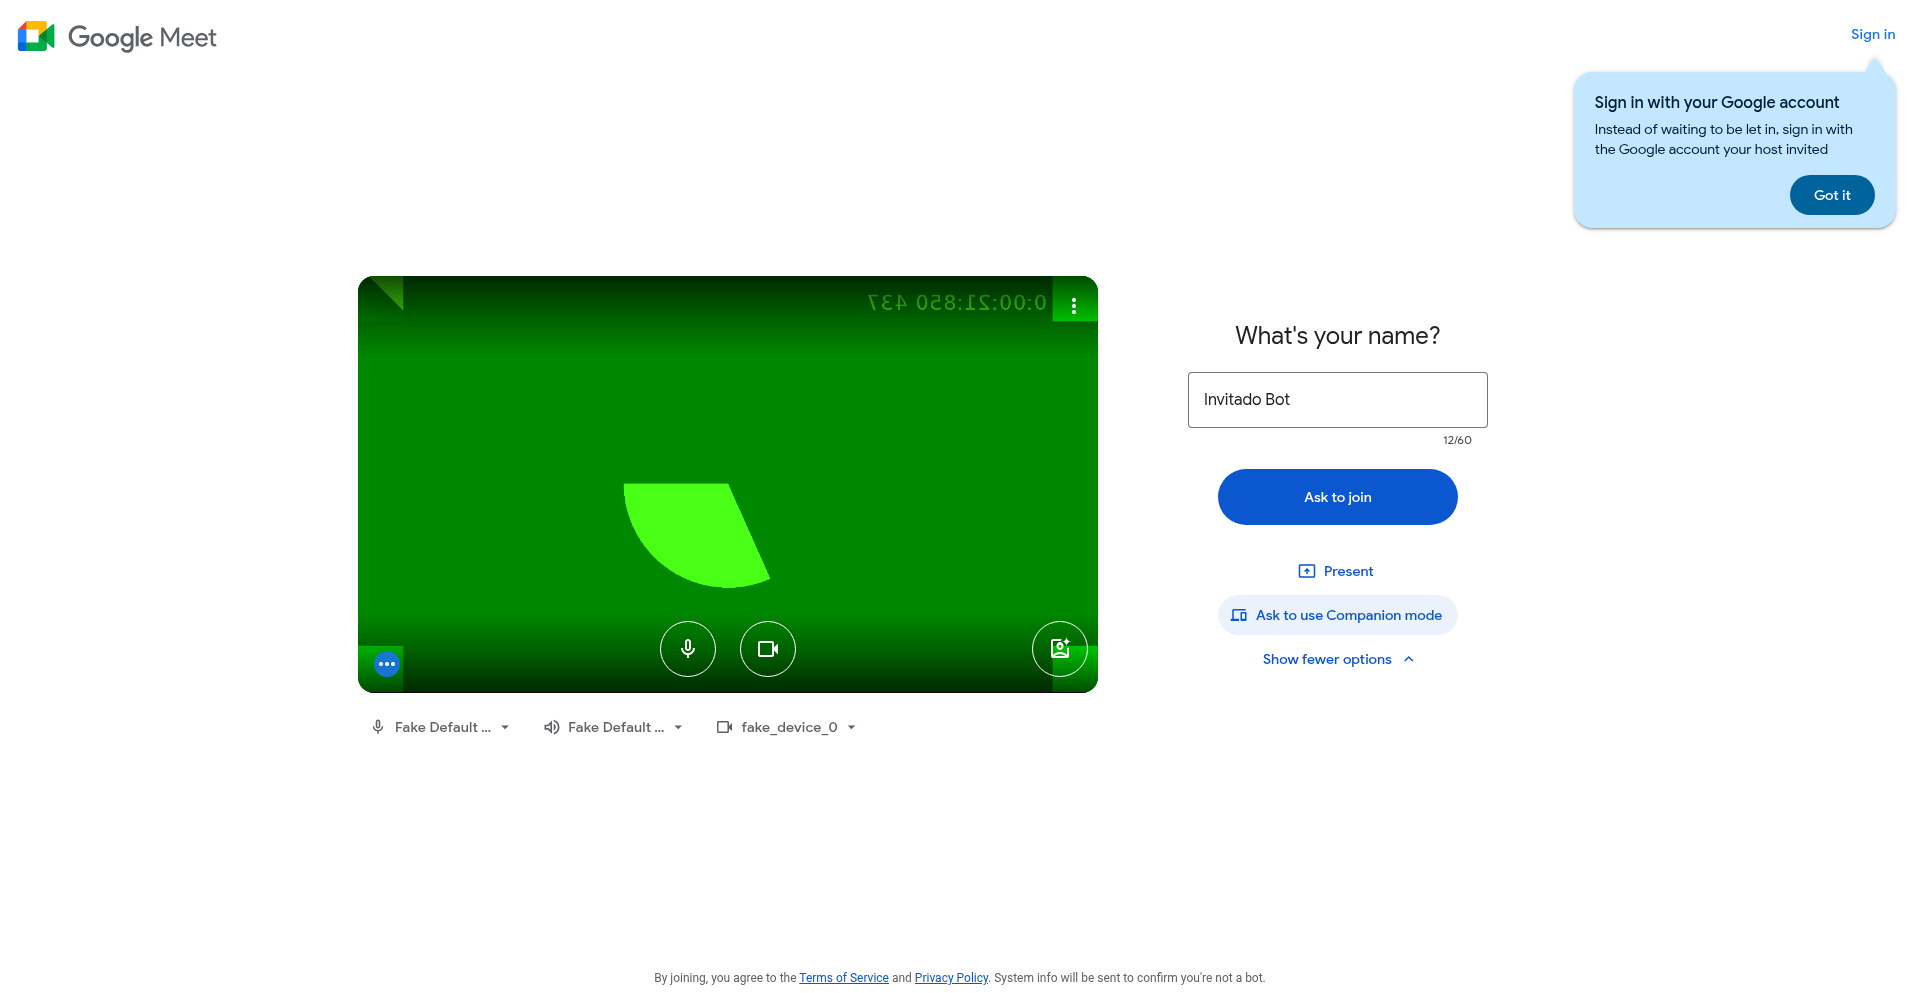 Google Meet
Sign in
Sign in with your Google account
Instead of waiting to be let in, sign in with
the Google account your host invited
Got it
0:00:21:850 437
What's your name?
Invitado Bot
12/60
Ask to join
Present
Ask to use Companion mode
Show fewer options
Fake Default ...
Fake Default ...
fake_device_0
By joining, you agree to the Terms of Service and Privacy Policy. System info will be sent to confirm you're not a bot.